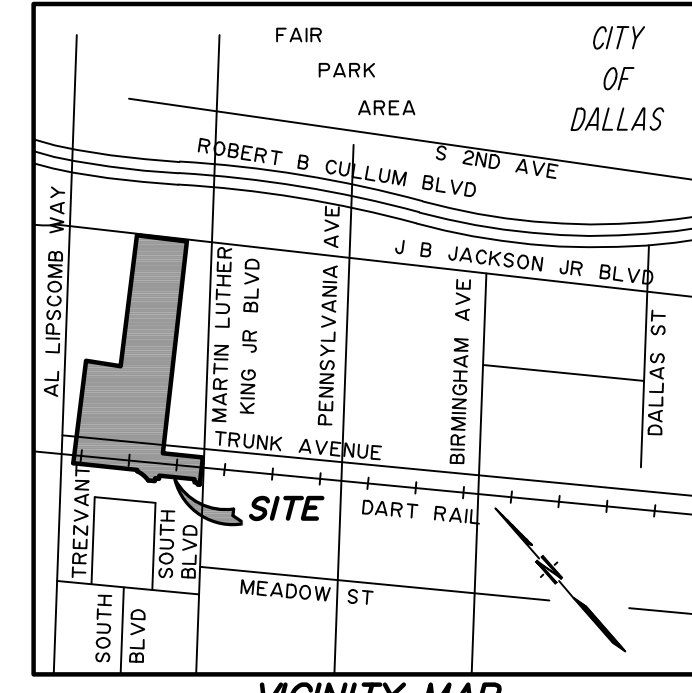 FAIR
PARK
AREA
CITY
OF
DALLAS
S 2ND AVE
ROBERT B CULLUM BLVD
J B JACKSON JR BLVD
AL LIPSCOMB WAY
MARTIN LUTHER
KING JR BLVD
PENNSYLVANIA AVE
BIRMINGHAM AVE
DALLAS ST
TRUNK AVENUE
SITE
DART RAIL
TREZVANT
SOUTH
BLVD
MEADOW ST
SOUTH
BLVD
VICINITY MAP